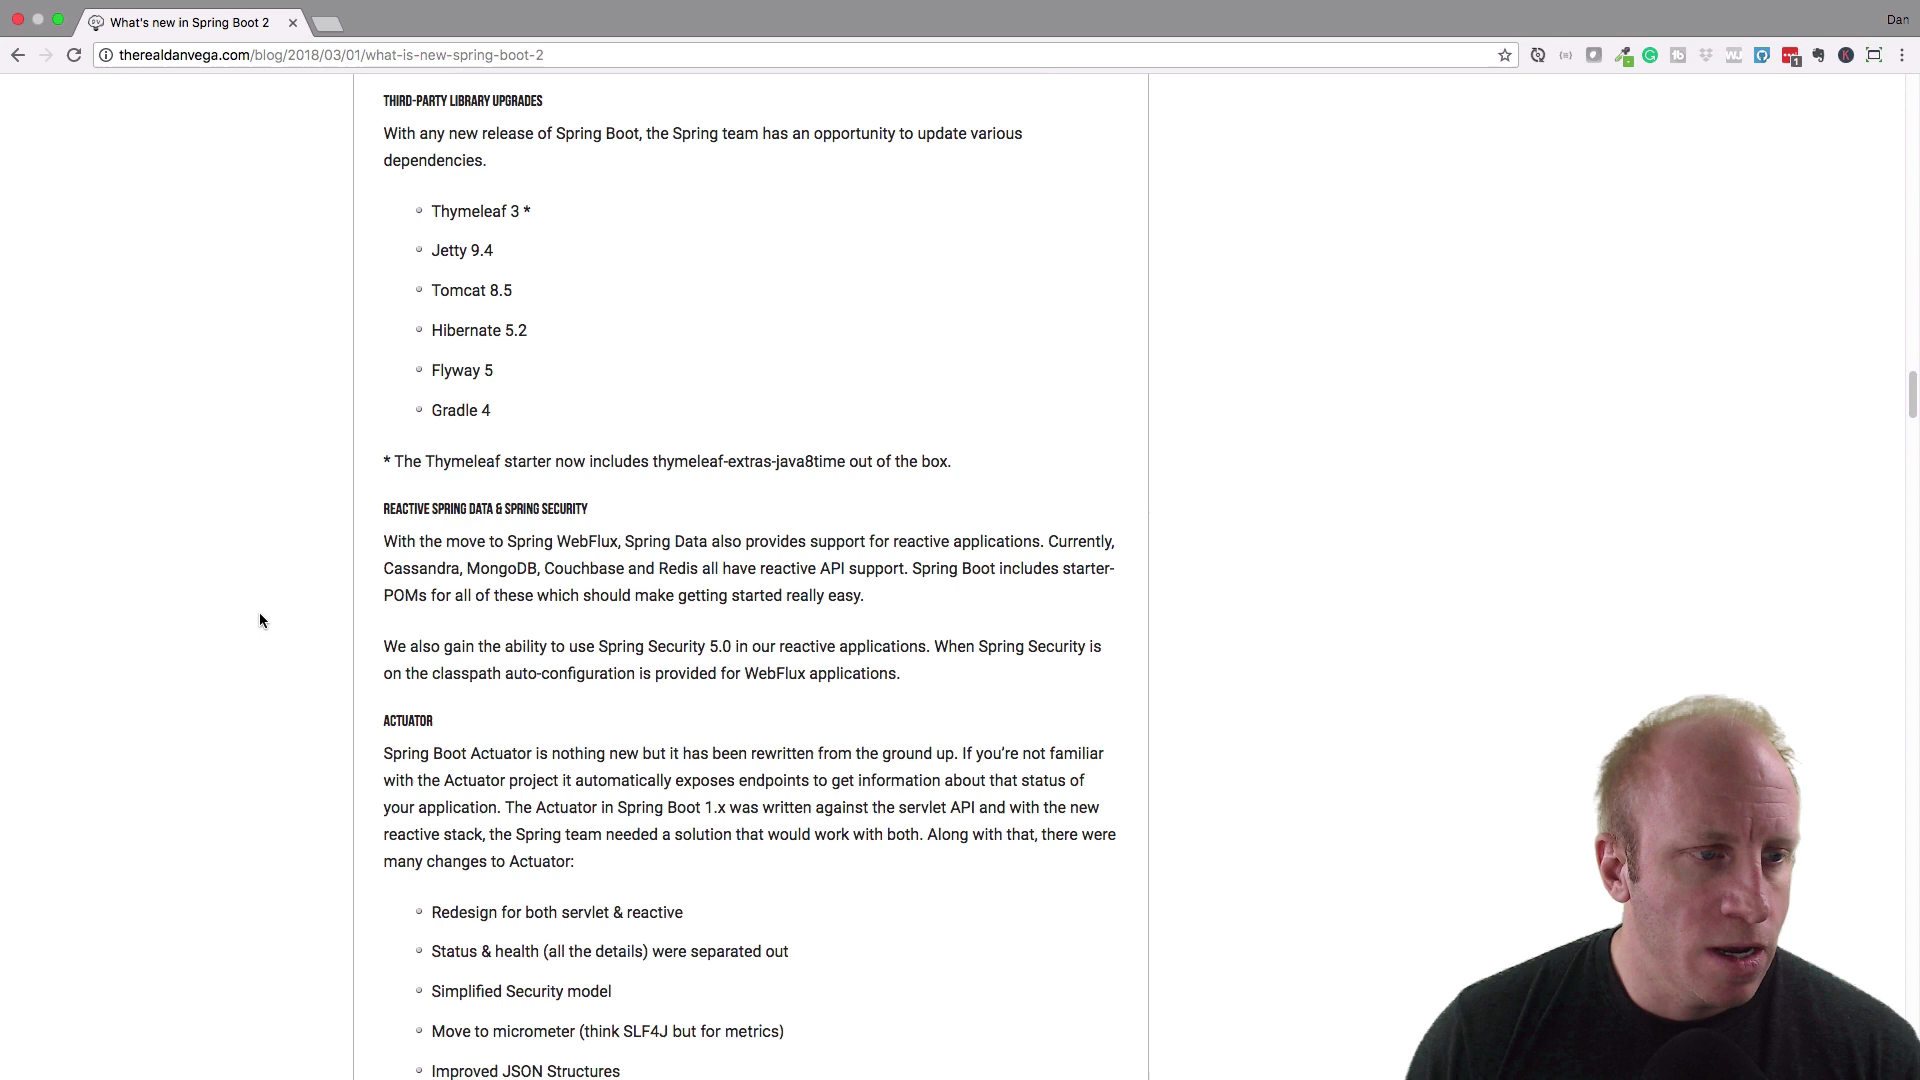 Dan
What's new in Spring Boot 2
therealdanvega.com/blog/2018/03/01/what-is-new-spring-boot-2
THIRD-PARTY LIBRARY UPGRADES
With any new release of Spring Boot, the Spring team has an opportunity to update various
dependencies.
Thymeleaf 3 *
Jetty 9.4
Tomcat 8.5
Hibernate 5.2
Flyway 5
Gradle 4
* The Thymeleaf starter now includes thymeleaf-extras-java8time out of the box.
REACTIVE SPRING DATA & SPRING SECURITY
With the move to Spring WebFlux, Spring Data also provides support for reactive applications. Currently,
Cassandra, MongoDB, Couchbase and Redis all have reactive API support. Spring Boot includes starter-
POMs for all of these which should make getting started really easy.
We also gain the ability to use Spring Security 5.0 in our reactive applications. When Spring Security is
on the classpath auto-configuration is provided for WebFlux applications.
ACTUATOR
Spring Boot Actuator is nothing new but it has been rewritten from the ground up. If you’re not familiar
with the Actuator project it automatically exposes endpoints to get information about that status of
your application. The Actuator in Spring Boot 1.x was written against the servlet API and with the new
reactive stack, the Spring team needed a solution that would work with both. Along with that, there were
many changes to Actuator:
Redesign for both servlet & reactive
Status & health (all the details) were separated out
Simplified Security model
Move to micrometer (think SLF4J but for metrics)
Improved JSON Structures